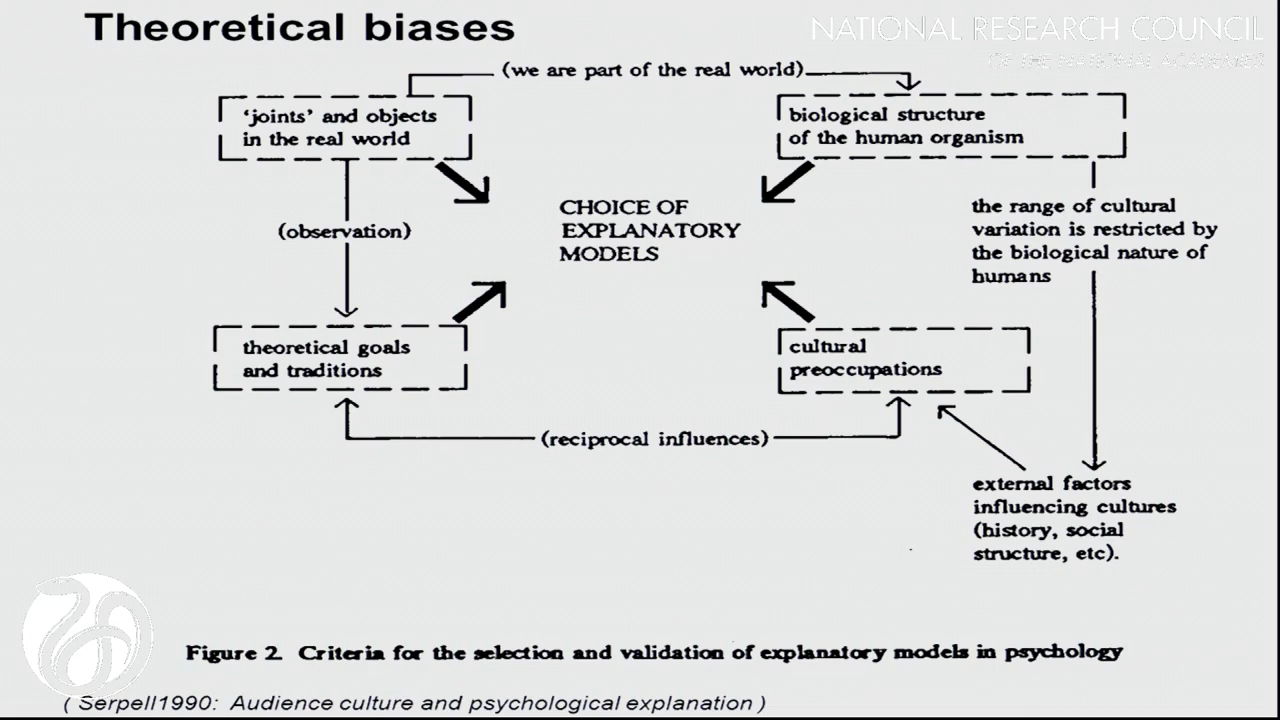 Theoretical biases
NATIONAL RESEARCH COUNCIL
OF THE NATIONAL ACADEMIES
(we are part of the real world)
‘joints’ and objects
in the real world
biological structure
of the human organism
CHOICE OF
EXPLANATORY
MODELS
(observation)
the range of cultural
variation is restricted by
the biological nature of
humans
theoretical goals
and traditions
cultural
preoccupations
(reciprocal influences)
external factors
influencing cultures
(history, social
structure, etc).
Figure 2. Criteria for the selection and validation of explanatory models in psychology
( Serpell1990: Audience culture and psychological explanation )